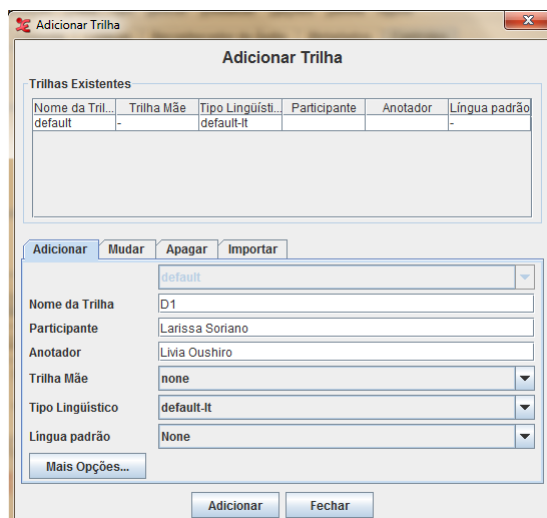 Adicionar Trilha
Adicionar Trilha
Trilhas Existentes
Nome da Tril... Trilha Mãe Tipo Lingüísti... Participante Anotador Língua padrão
default - default-lt -
Adicionar Mudar Apagar Importar
default
Nome da Trilha D1
Participante Larissa Soriano
Anotador Livia Oushiro
Trilha Mãe none
Tipo Lingüístico default-lt
Língua padrão None
Mais Opções...
Adicionar Fechar